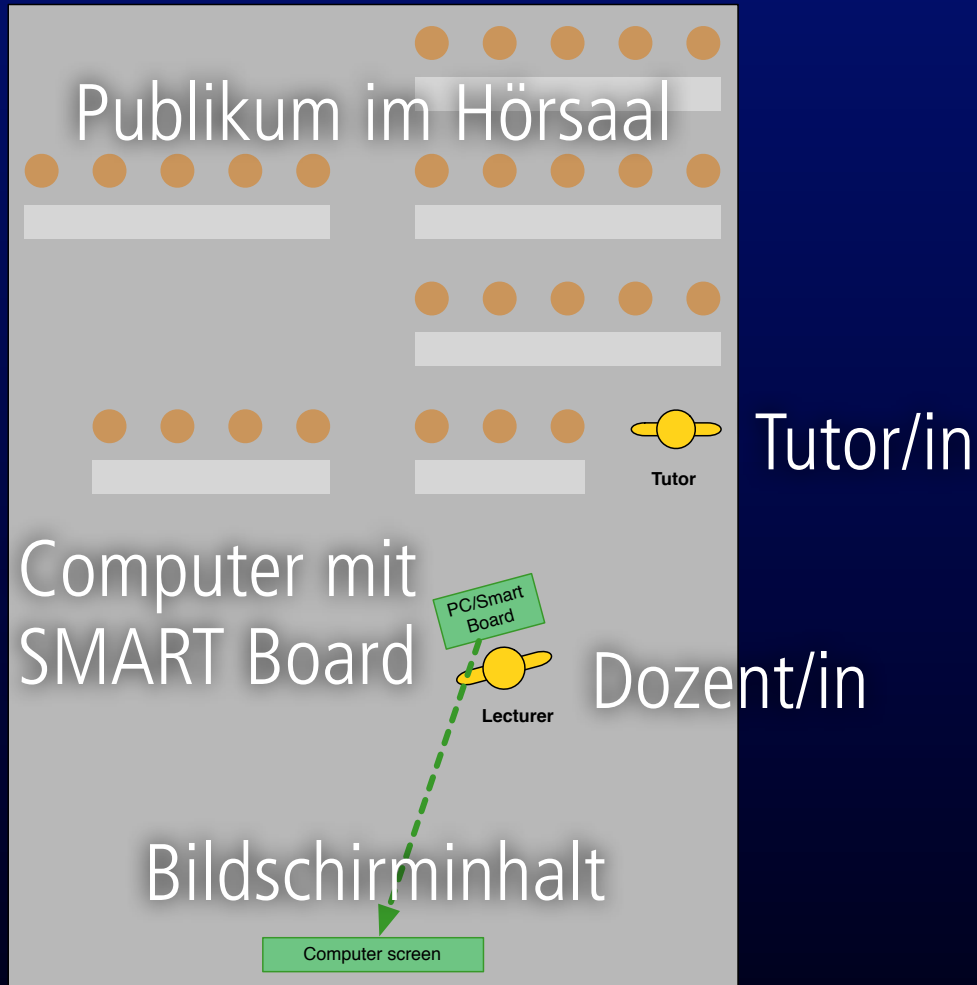 Publikum im Hörsaal
Tutor/in
Tutor
Computer mit
SMART Board
PC/Smart
Board
Dozent/in
Lecturer
Bildschirminhalt
Computer screen